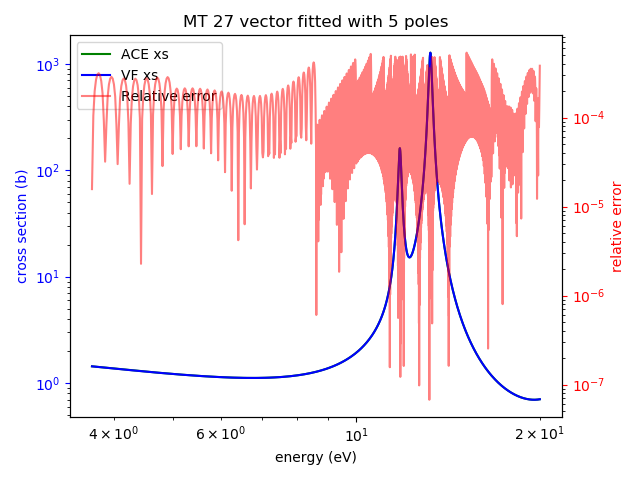 MT 27 vector fitted with 5 poles
ACE xs
VF xs
Relative error
cross section (b)
10³
10²
10¹
10⁰
relative error
10⁻⁴
10⁻⁵
10⁻⁶
10⁻⁷
4 × 10⁰
6 × 10⁰
10¹
2 × 10¹
energy (eV)